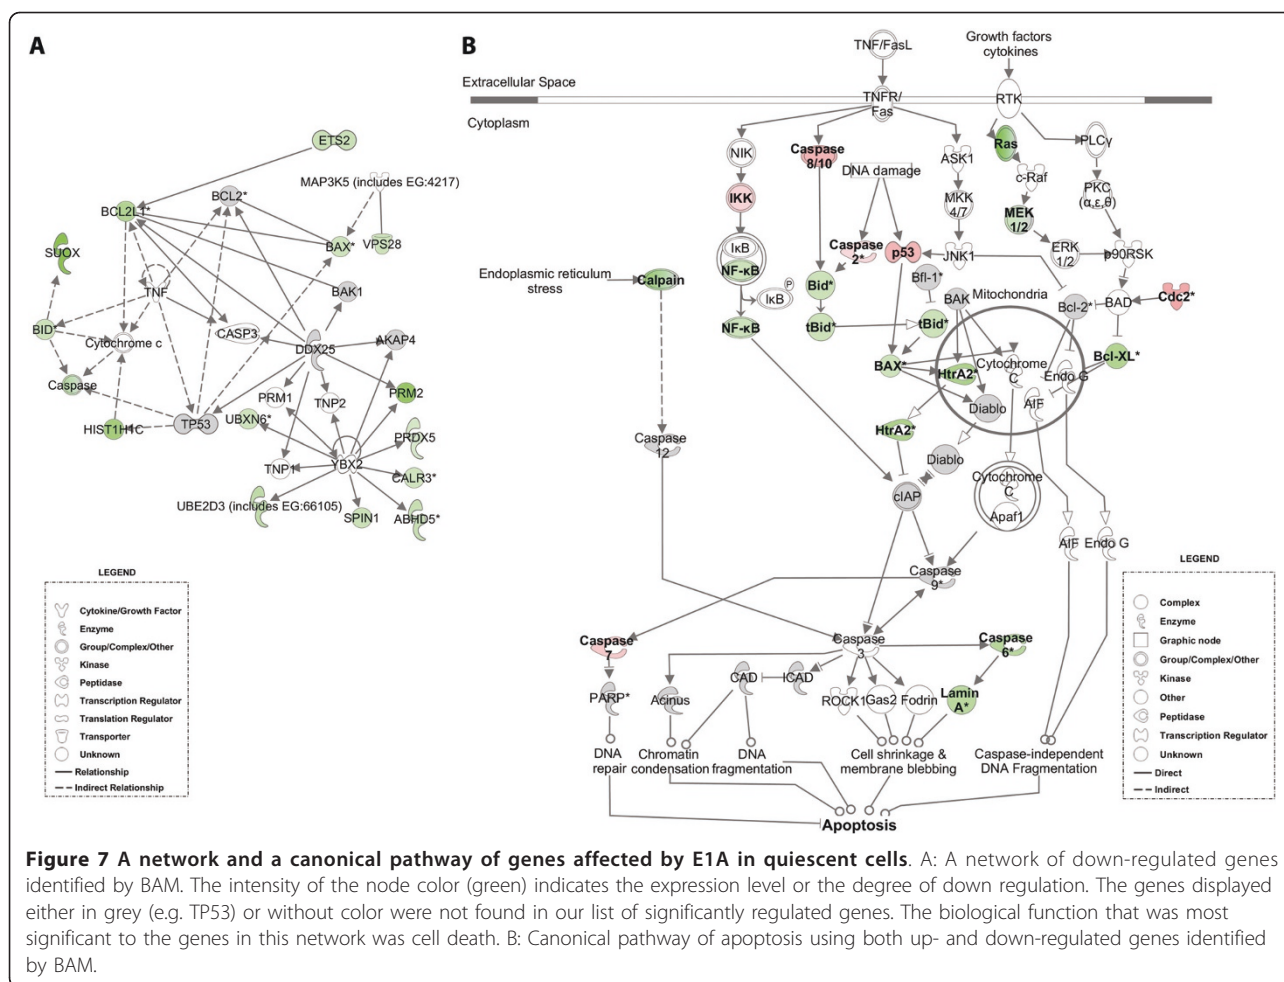 A
ETS2
MAP3K5 (includes EG:4217)
BCL2*
BCL2L1*
BAX*
VPS28
SUOX
TNF
BAK1
BID*
CASP3
Cytochrome c
DDX25
AKAP4
Caspase
PRM1
TNP2
PRM2
HIST1H1C
TP53
UBXN6*
PRDX5
TNP1
YBX2
CALR3*
UBE2D3 (includes EG:66105)
SPIN1
ABHD5*
LEGEND
Cytokine/Growth Factor
Enzyme
Group/Complex/Other
Kinase
Peptidase
Transcription Regulator
Translation Regulator
Transporter
Unknown
Relationship
Indirect Relationship
B
TNF/FasL
Growth factors
cytokines
Extracellular Space
TNFR/
Fas
RTK
Cytoplasm
NIK
Caspase
8/10
DNA damage
ASK1
Ras
PLCγ
c-Raf
IKK
MKK
4/7
PKC
(α,ε,θ)
MEK
1/2
IκB
NF-κB
Caspase
2*
p53
JNK1
ERK
1/2
p90RSK
Endoplasmic reticulum
stress
Calpain
IκB
P
Bid*
Bfl-1*
BAK
Mitochondria
Bcl-2*
BAD
Cdc2*
NF-κB
tBid*
tBid*
BAX*
HtrA2*
Cytochrome
C
Endo G
Bcl-XL*
Diablo
AIF
HtrA2*
Caspase
12
Diablo
cIAP
Cytochrome
C
Apaf1
AIF
Endo G
Caspase
9*
Caspase
7
Caspase
3
Caspase
6*
PARP*
Acinus
CAD
ICAD
ROCK1
Gas2
Fodrin
Lamin
A*
DNA
repair
Chromatin
condensation
DNA
fragmentation
Cell shrinkage &
membrane blebbing
Caspase-independent
DNA Fragmentation
Apoptosis
LEGEND
Complex
Enzyme
Graphic node
Group/Complex/Other
Kinase
Other
Peptidase
Transcription Regulator
Unknown
Direct
Indirect
Figure 7 A network and a canonical pathway of genes affected by E1A in quiescent cells. A: A network of down-regulated genes
identified by BAM. The intensity of the node color (green) indicates the expression level or the degree of down regulation. The genes displayed
either in grey (e.g. TP53) or without color were not found in our list of significantly regulated genes. The biological function that was most
significant to the genes in this network was cell death. B: Canonical pathway of apoptosis using both up- and down-regulated genes identified
by BAM.